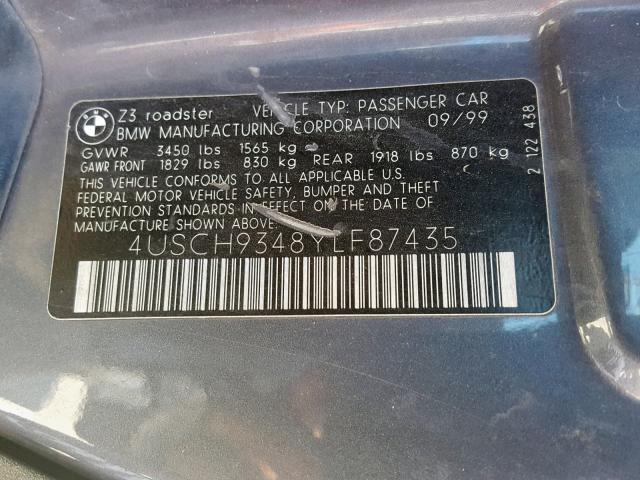 BMW
Z3 roadster VEHICLE TYP: PASSENGER CAR
BMW MANUFACTURING CORPORATION 09/99
GVWR 3450 lbs 1565 kg
GAWR FRONT 1829 lbs 830 kg REAR 1918 lbs 870 kg
THIS VEHICLE CONFORMS TO ALL APPLICABLE U.S.
FEDERAL MOTOR VEHICLE SAFETY, BUMPER AND THEFT
PREVENTION STANDARDS IN EFFECT ON THE DATE OF
MANUFACTURE SHOWN ABOVE.
4USCH9348YLF87435
2 122 438